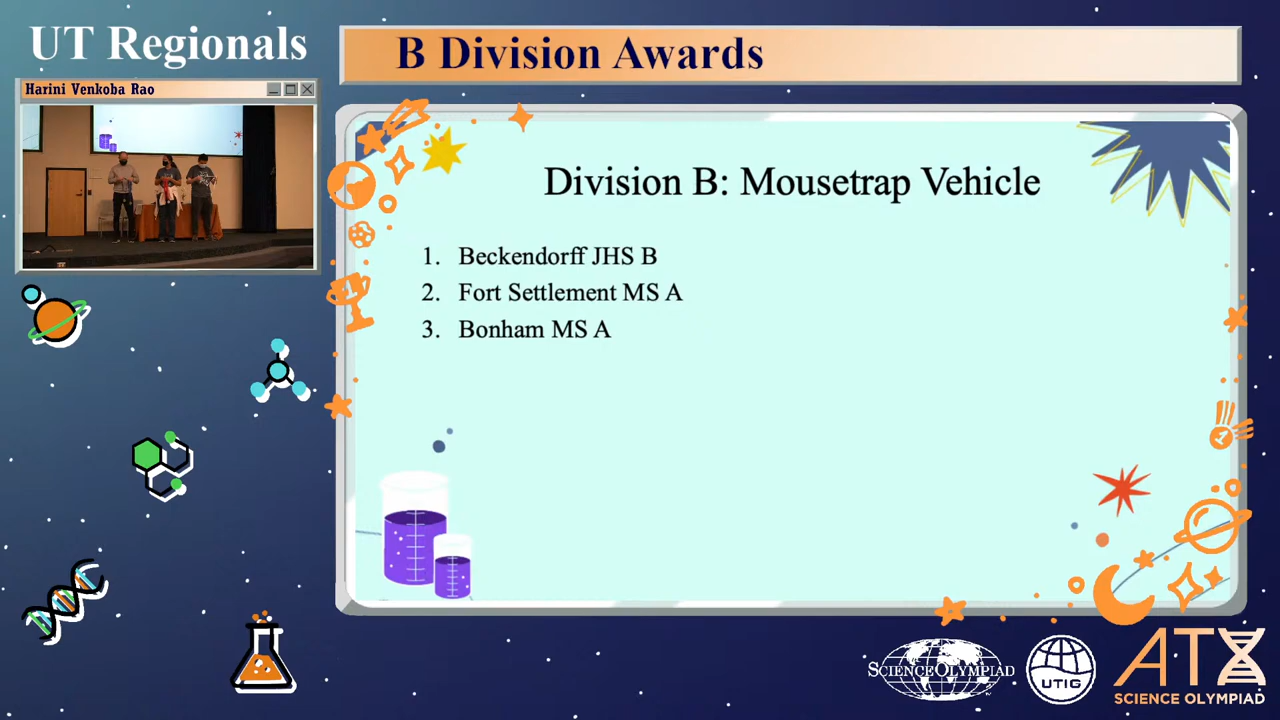 UT Regionals
B Division Awards
Harini Venkoba Rao
Division B: Mousetrap Vehicle
1. Beckendorff JHS B
2. Fort Settlement MS A
3. Bonham MS A
1
SCIENCE OLYMPIAD
UTIG
ATX
SCIENCE OLYMPIAD